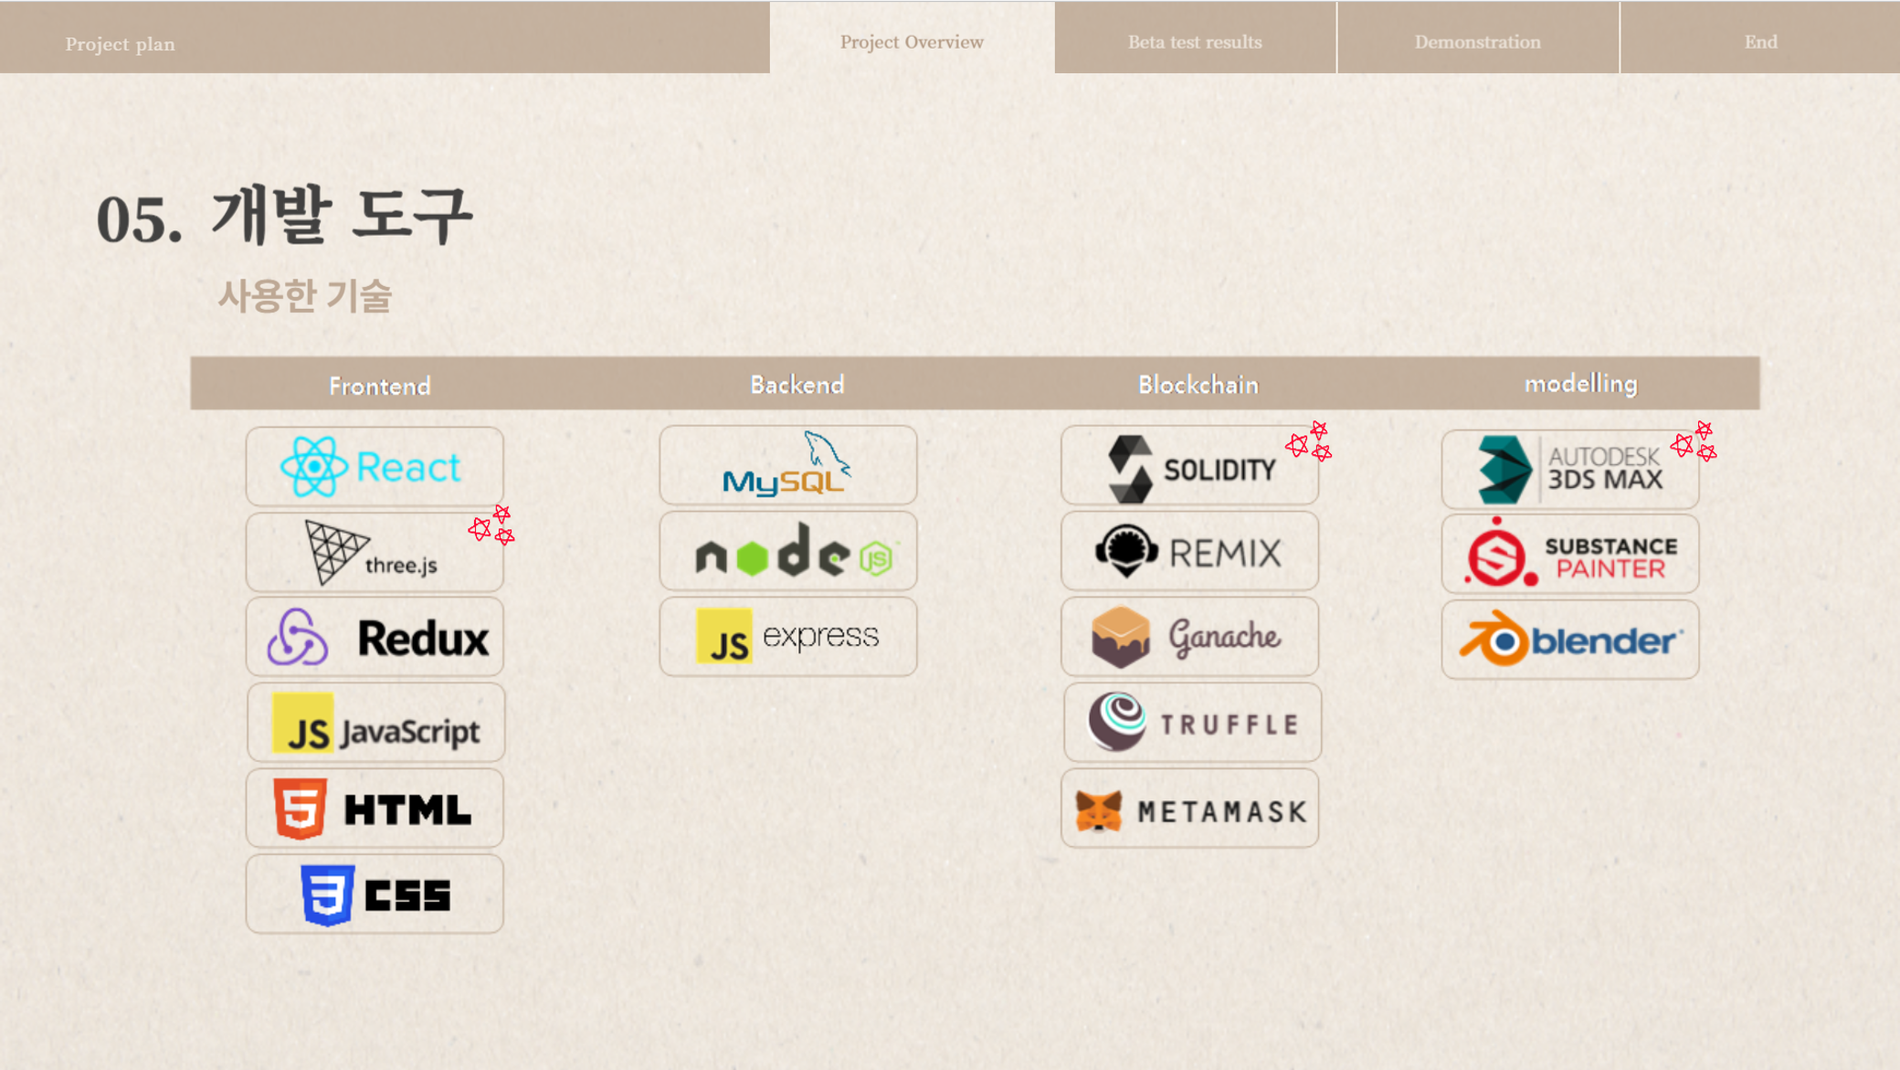 Project plan
Project Overview
Beta test results
Demonstration
End
05. 개발 도구
사용한 기술
Frontend
Backend
Blockchain
modelling
React
three.js
Redux
JS JavaScript
5 HTML
3 CSS
MySQL
node JS
JS express
SOLIDITY
REMIX
Ganache
TRUFFLE
METAMASK
AUTODESK
3DS MAX
SUBSTANCE
PAINTER
blender